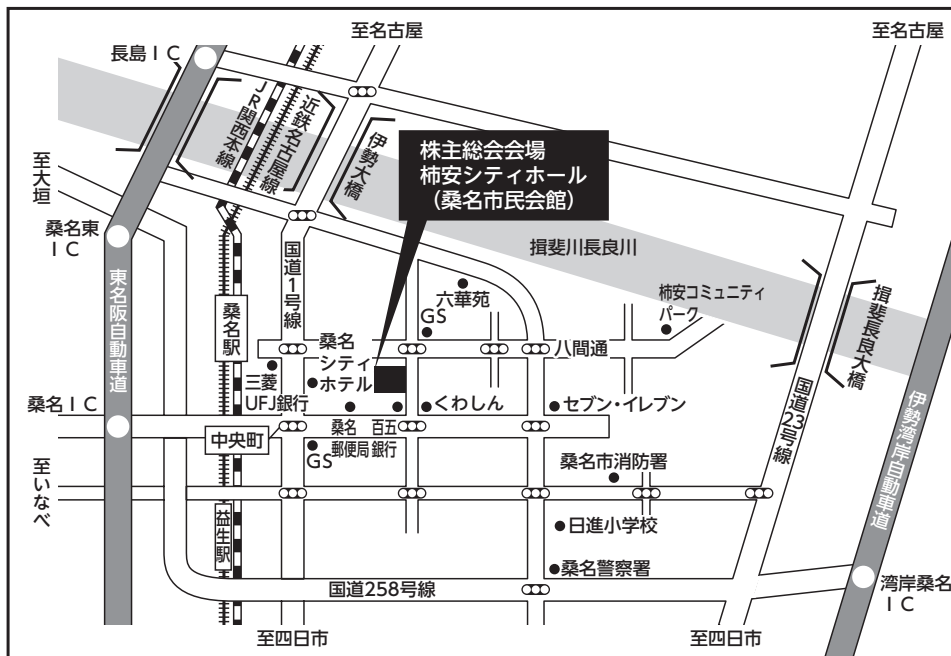 至名古屋
至名古屋
長島IC
JR関西本線
近鉄名古屋線
伊勢大橋
株主総会会場
柿安シティホール
(桑名市民会館)
至大垣
桑名東
IC
揖斐川長良川
国道1号線
東名阪自動車道
桑名駅
六華苑
GS
柿安コミュニティ
パーク
揖斐長良大橋
桑名
シティ
ホテル
八間通
三菱
UFJ銀行
くわしん
セブン・イレブン
国道23号線
伊勢湾岸自動車道
桑名IC
中央町
桑名
郵便局
百五
銀行
GS
桑名市消防署
至いなべ
益生駅
日進小学校
桑名警察署
国道258号線
湾岸桑名
IC
至四日市
至四日市